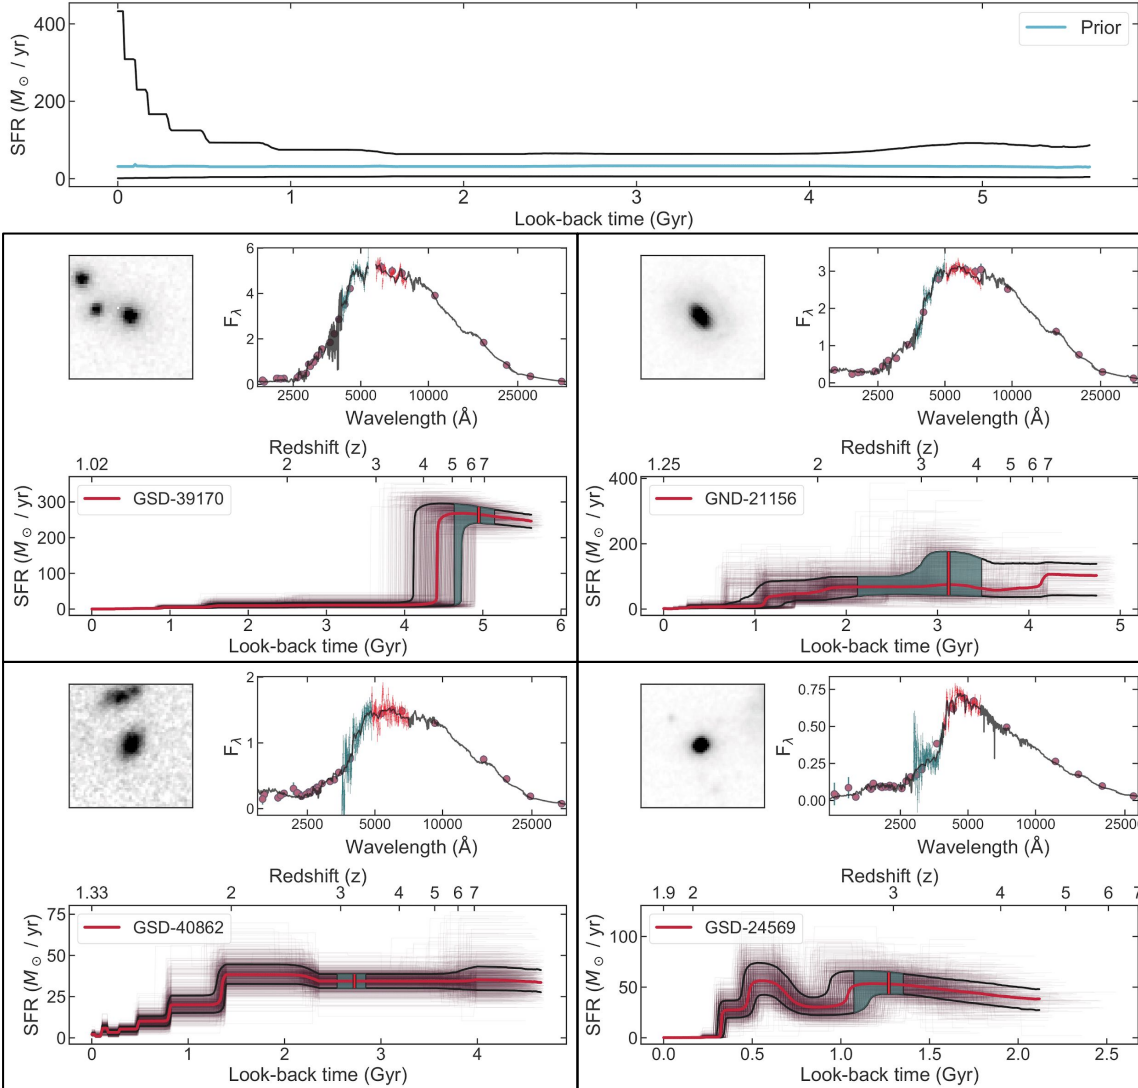 SFR (M⊙ / yr)
400
200
0
Prior
0 1 2 3 4 5
Look-back time (Gyr)
Fλ
6
4
2
0
2500 5000 10000 25000
Wavelength (Å)
Redshift (z)
1.02 2 3 4 5 6 7
SFR (M⊙ / yr)
300
200
100
0
GSD-39170
0 1 2 3 4 5 6
Look-back time (Gyr)
Fλ
3
2
1
0
2500 5000 10000 25000
Wavelength (Å)
Redshift (z)
1.25 2 3 4 5 6 7
SFR (M⊙ / yr)
400
200
0
GND-21156
0 1 2 3 4 5
Look-back time (Gyr)
Fλ
2
1
0
2500 5000 10000 25000
Wavelength (Å)
Redshift (z)
1.33 2 3 4 5 6 7
SFR (M⊙ / yr)
75
50
25
0
GSD-40862
0 1 2 3 4
Look-back time (Gyr)
Fλ
0.75
0.50
0.25
0.00
2500 5000 10000 2500
Wavelength (Å)
Redshift (z)
1.9 2 3 4 5 6 7
SFR (M⊙ / yr)
100
50
0
GSD-24569
0.0 0.5 1.0 1.5 2.0 2.5
Look-back time (Gyr)